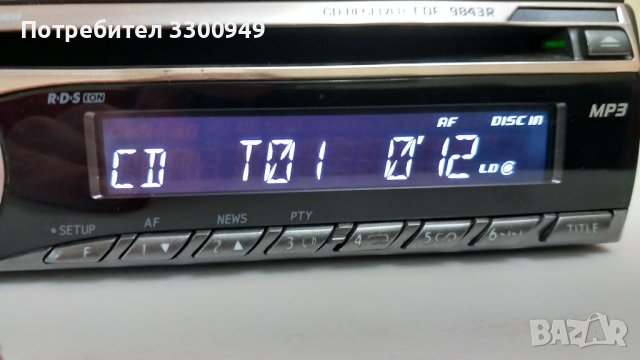 Потребител 3300949
CD RECEIVER CDE-9843R
R·D·S EON
MP3
AF DISC IN
CD T01 0'12 LD
SETUP AF NEWS PTY
F 1 ▼ 2 ▲ 3 4 5 6 TITLE
BAZAR